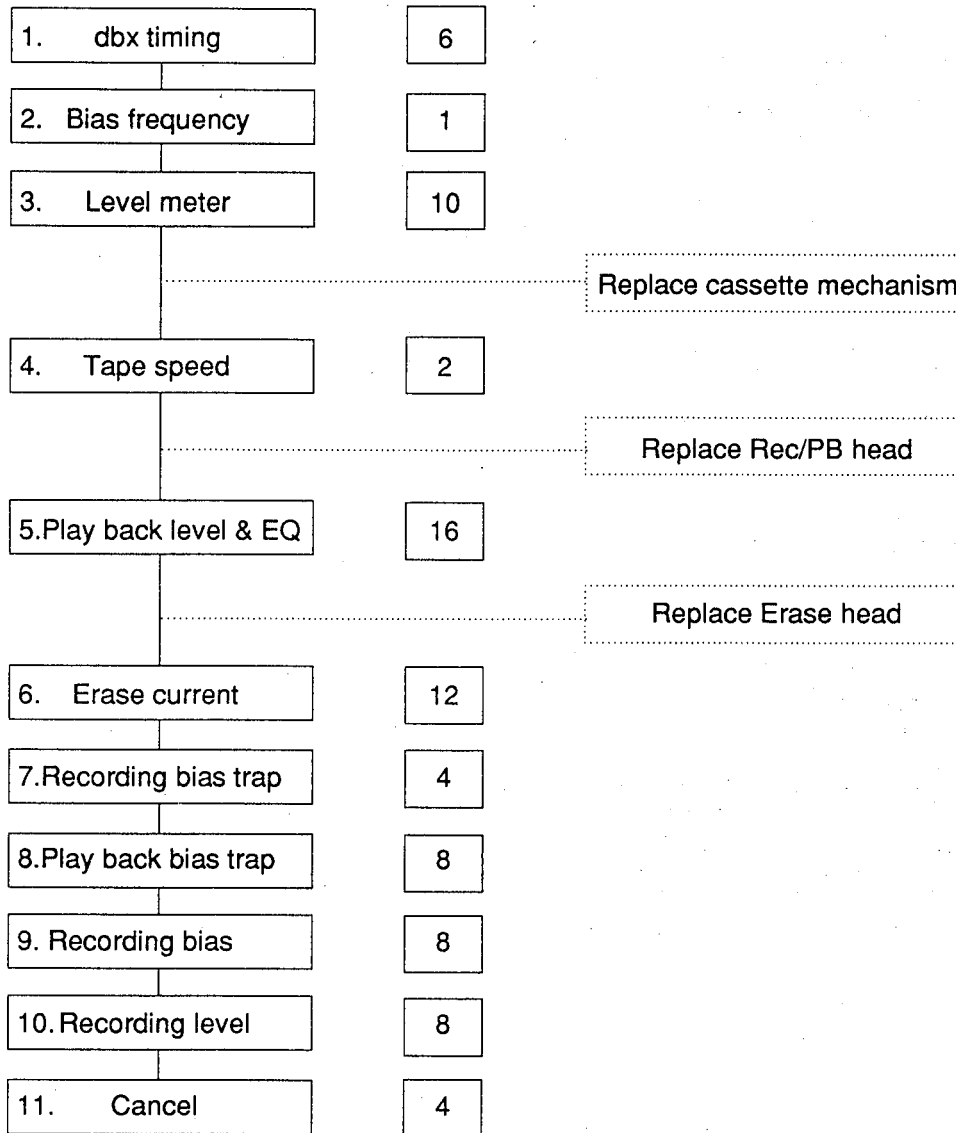 1. dbx timing 6
2. Bias frequency 1
3. Level meter 10
Replace cassette mechanism
4. Tape speed 2
Replace Rec/PB head
5.Play back level & EQ 16
Replace Erase head
6. Erase current 12
7.Recording bias trap 4
8.Play back bias trap 8
9. Recording bias 8
10.Recording level 8
11. Cancel 4